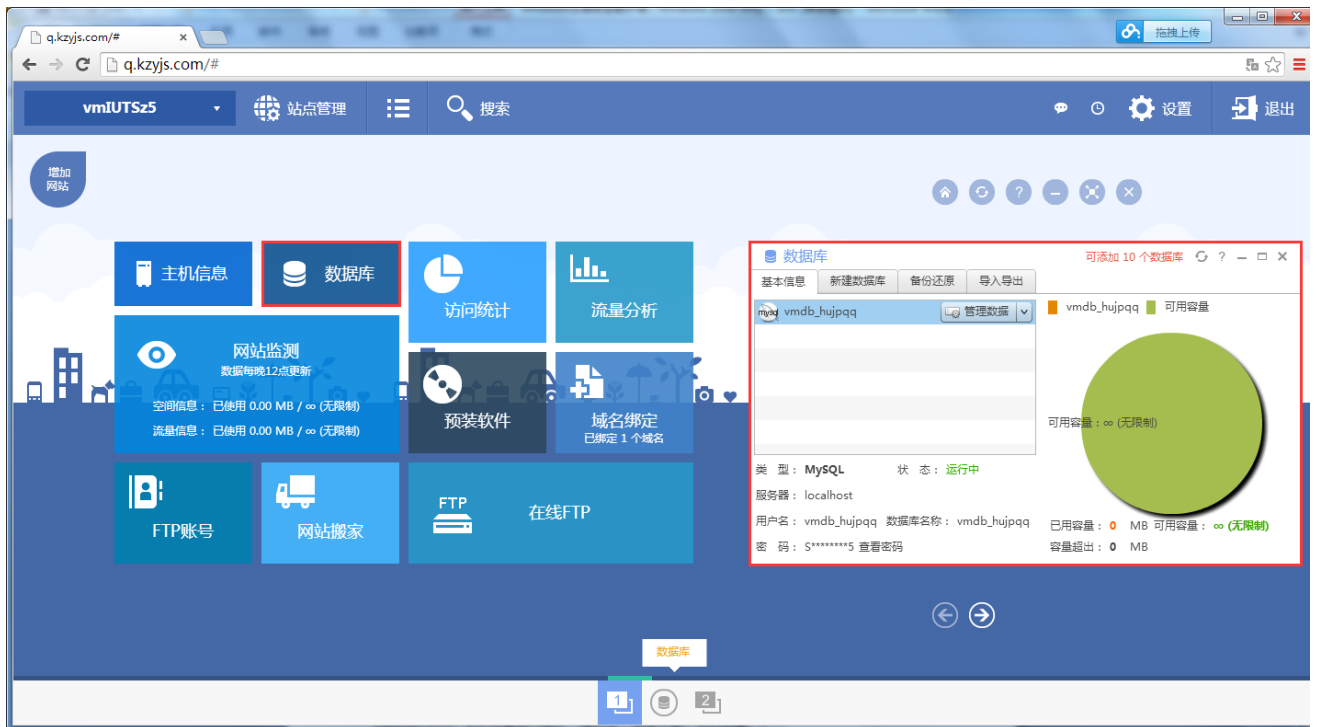 q.kzyjs.com/#
拖拽上传
q.kzyjs.com/#
vmIUTSz5 站点管理 搜索 设置 退出
增加
网站
主机信息
数据库
访问统计
流量分析
网站监测
数据每晚12点更新
空间信息： 已使用 0.00 MB / ∞ (无限制)
流量信息： 已使用 0.00 MB / ∞ (无限制)
预装软件
域名绑定
已绑定 1 个域名
FTP账号
网站搬家
FTP
在线FTP
数据库 可添加 10 个数据库 ?
基本信息 新建数据库 备份还原 导入导出
mysql vmdb_hujpqq 管理数据
vmdb_hujpqq 可用容量
可用容量：∞ (无限制)
类 型： MySQL 状 态： 运行中
服务器： localhost
用户名： vmdb_hujpqq 数据库名称： vmdb_hujpqq
密 码： S********5 查看密码
已用容量： 0 MB 可用容量： ∞ (无限制)
容量超出： 0 MB
数据库
1 2